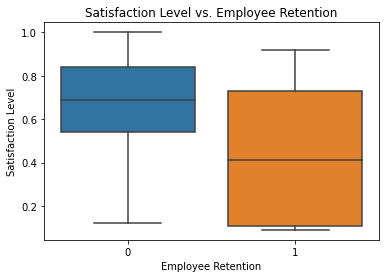 Satisfaction Level vs. Employee Retention
1.0
0.8
0.6
0.4
0.2
Satisfaction Level
0 1
Employee Retention